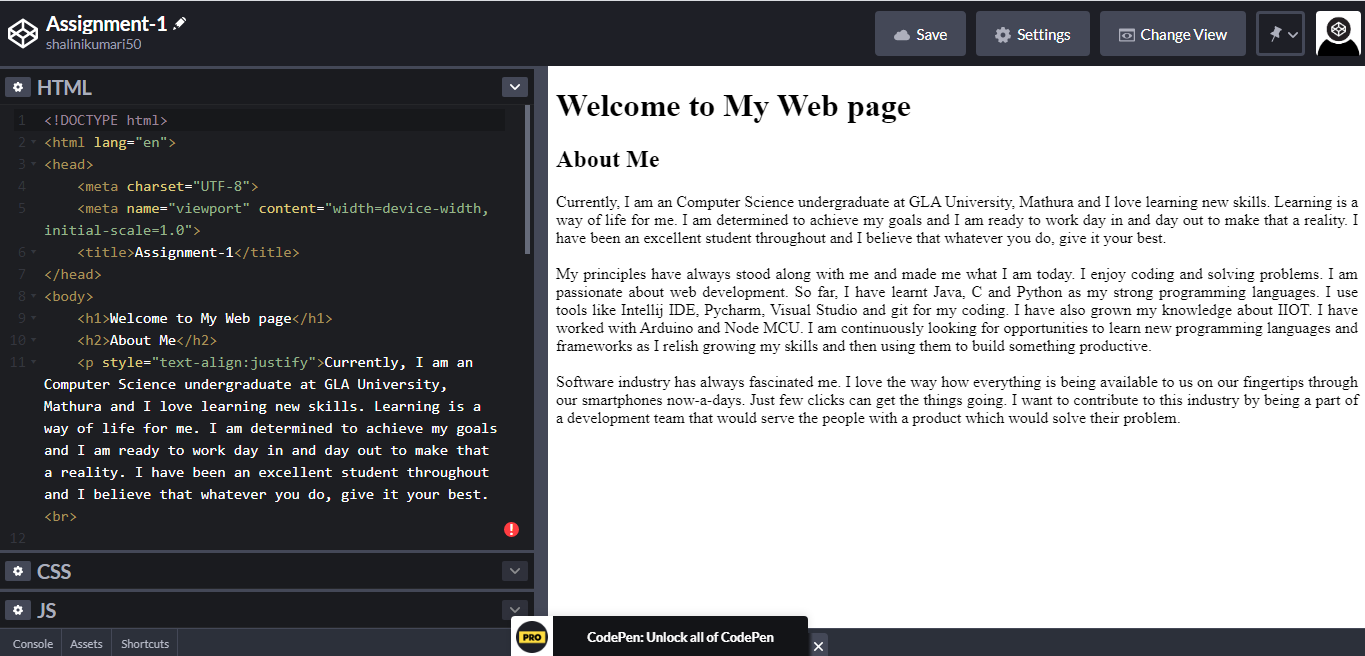 Assignment-1
shalinikumari50
Save
Settings
Change View
HTML
1 <!DOCTYPE html>
2 <html lang="en">
3 <head>
4 <meta charset="UTF-8">
5 <meta name="viewport" content="width=device-width,
initial-scale=1.0">
6 <title>Assignment-1</title>
7 </head>
8 <body>
9 <h1>Welcome to My Web page</h1>
10 <h2>About Me</h2>
11 <p style="text-align:justify">Currently, I am an
Computer Science undergraduate at GLA University,
Mathura and I love learning new skills. Learning is a
way of life for me. I am determined to achieve my goals
and I am ready to work day in and day out to make that
a reality. I have been an excellent student throughout
and I believe that whatever you do, give it your best.
<br>
12
CSS
JS
Console
Assets
Shortcuts
Welcome to My Web page
About Me
Currently, I am an Computer Science undergraduate at GLA University, Mathura and I love learning new skills. Learning is a
way of life for me. I am determined to achieve my goals and I am ready to work day in and day out to make that a reality. I
have been an excellent student throughout and I believe that whatever you do, give it your best.
My principles have always stood along with me and made me what I am today. I enjoy coding and solving problems. I am
passionate about web development. So far, I have learnt Java, C and Python as my strong programming languages. I use
tools like Intellij IDE, Pycharm, Visual Studio and git for my coding. I have also grown my knowledge about IIOT. I have
worked with Arduino and Node MCU. I am continuously looking for opportunities to learn new programming languages and
frameworks as I relish growing my skills and then using them to build something productive.
Software industry has always fascinated me. I love the way how everything is being available to us on our fingertips through
our smartphones now-a-days. Just few clicks can get the things going. I want to contribute to this industry by being a part of
a development team that would serve the people with a product which would solve their problem.
PRO
CodePen: Unlock all of CodePen